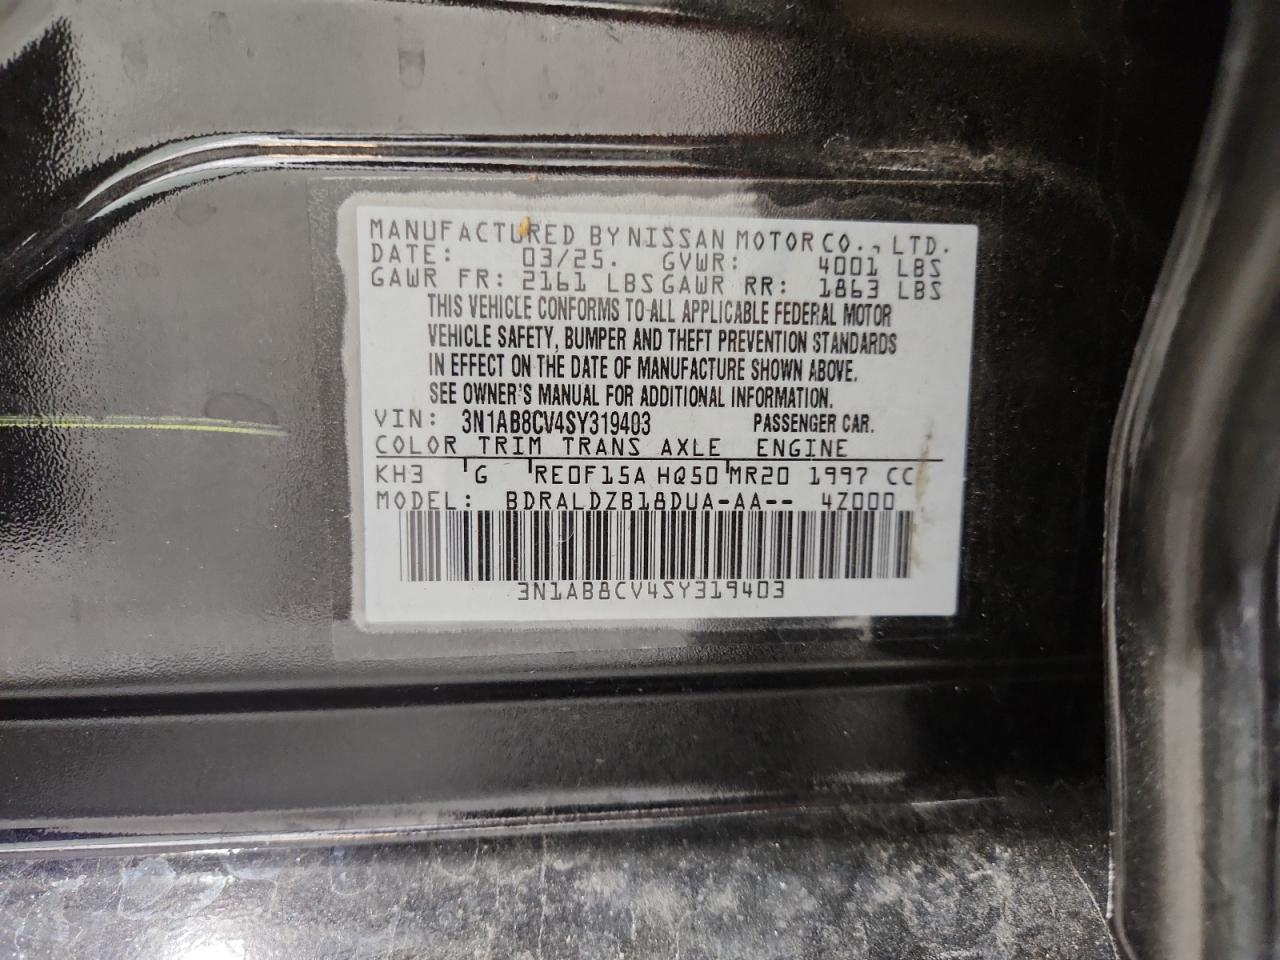 MANUFACTURED BY NISSAN MOTOR CO., LTD.
DATE: 03/25. GVWR: 4001 LBS
GAWR FR: 2161 LBS GAWR RR: 1863 LBS
THIS VEHICLE CONFORMS TO ALL APPLICABLE FEDERAL MOTOR
VEHICLE SAFETY, BUMPER AND THEFT PREVENTION STANDARDS
IN EFFECT ON THE DATE OF MANUFACTURE SHOWN ABOVE.
SEE OWNER'S MANUAL FOR ADDITIONAL INFORMATION.
VIN: 3N1AB8CV4SY319403 PASSENGER CAR.
COLOR TRIM TRANS AXLE ENGINE
KH3 G RE0F15A HQ50 MR20 1997 CC
MODEL: BDRALDZB18DUA-AA-- 4Z000
3N1AB8CV4SY319403